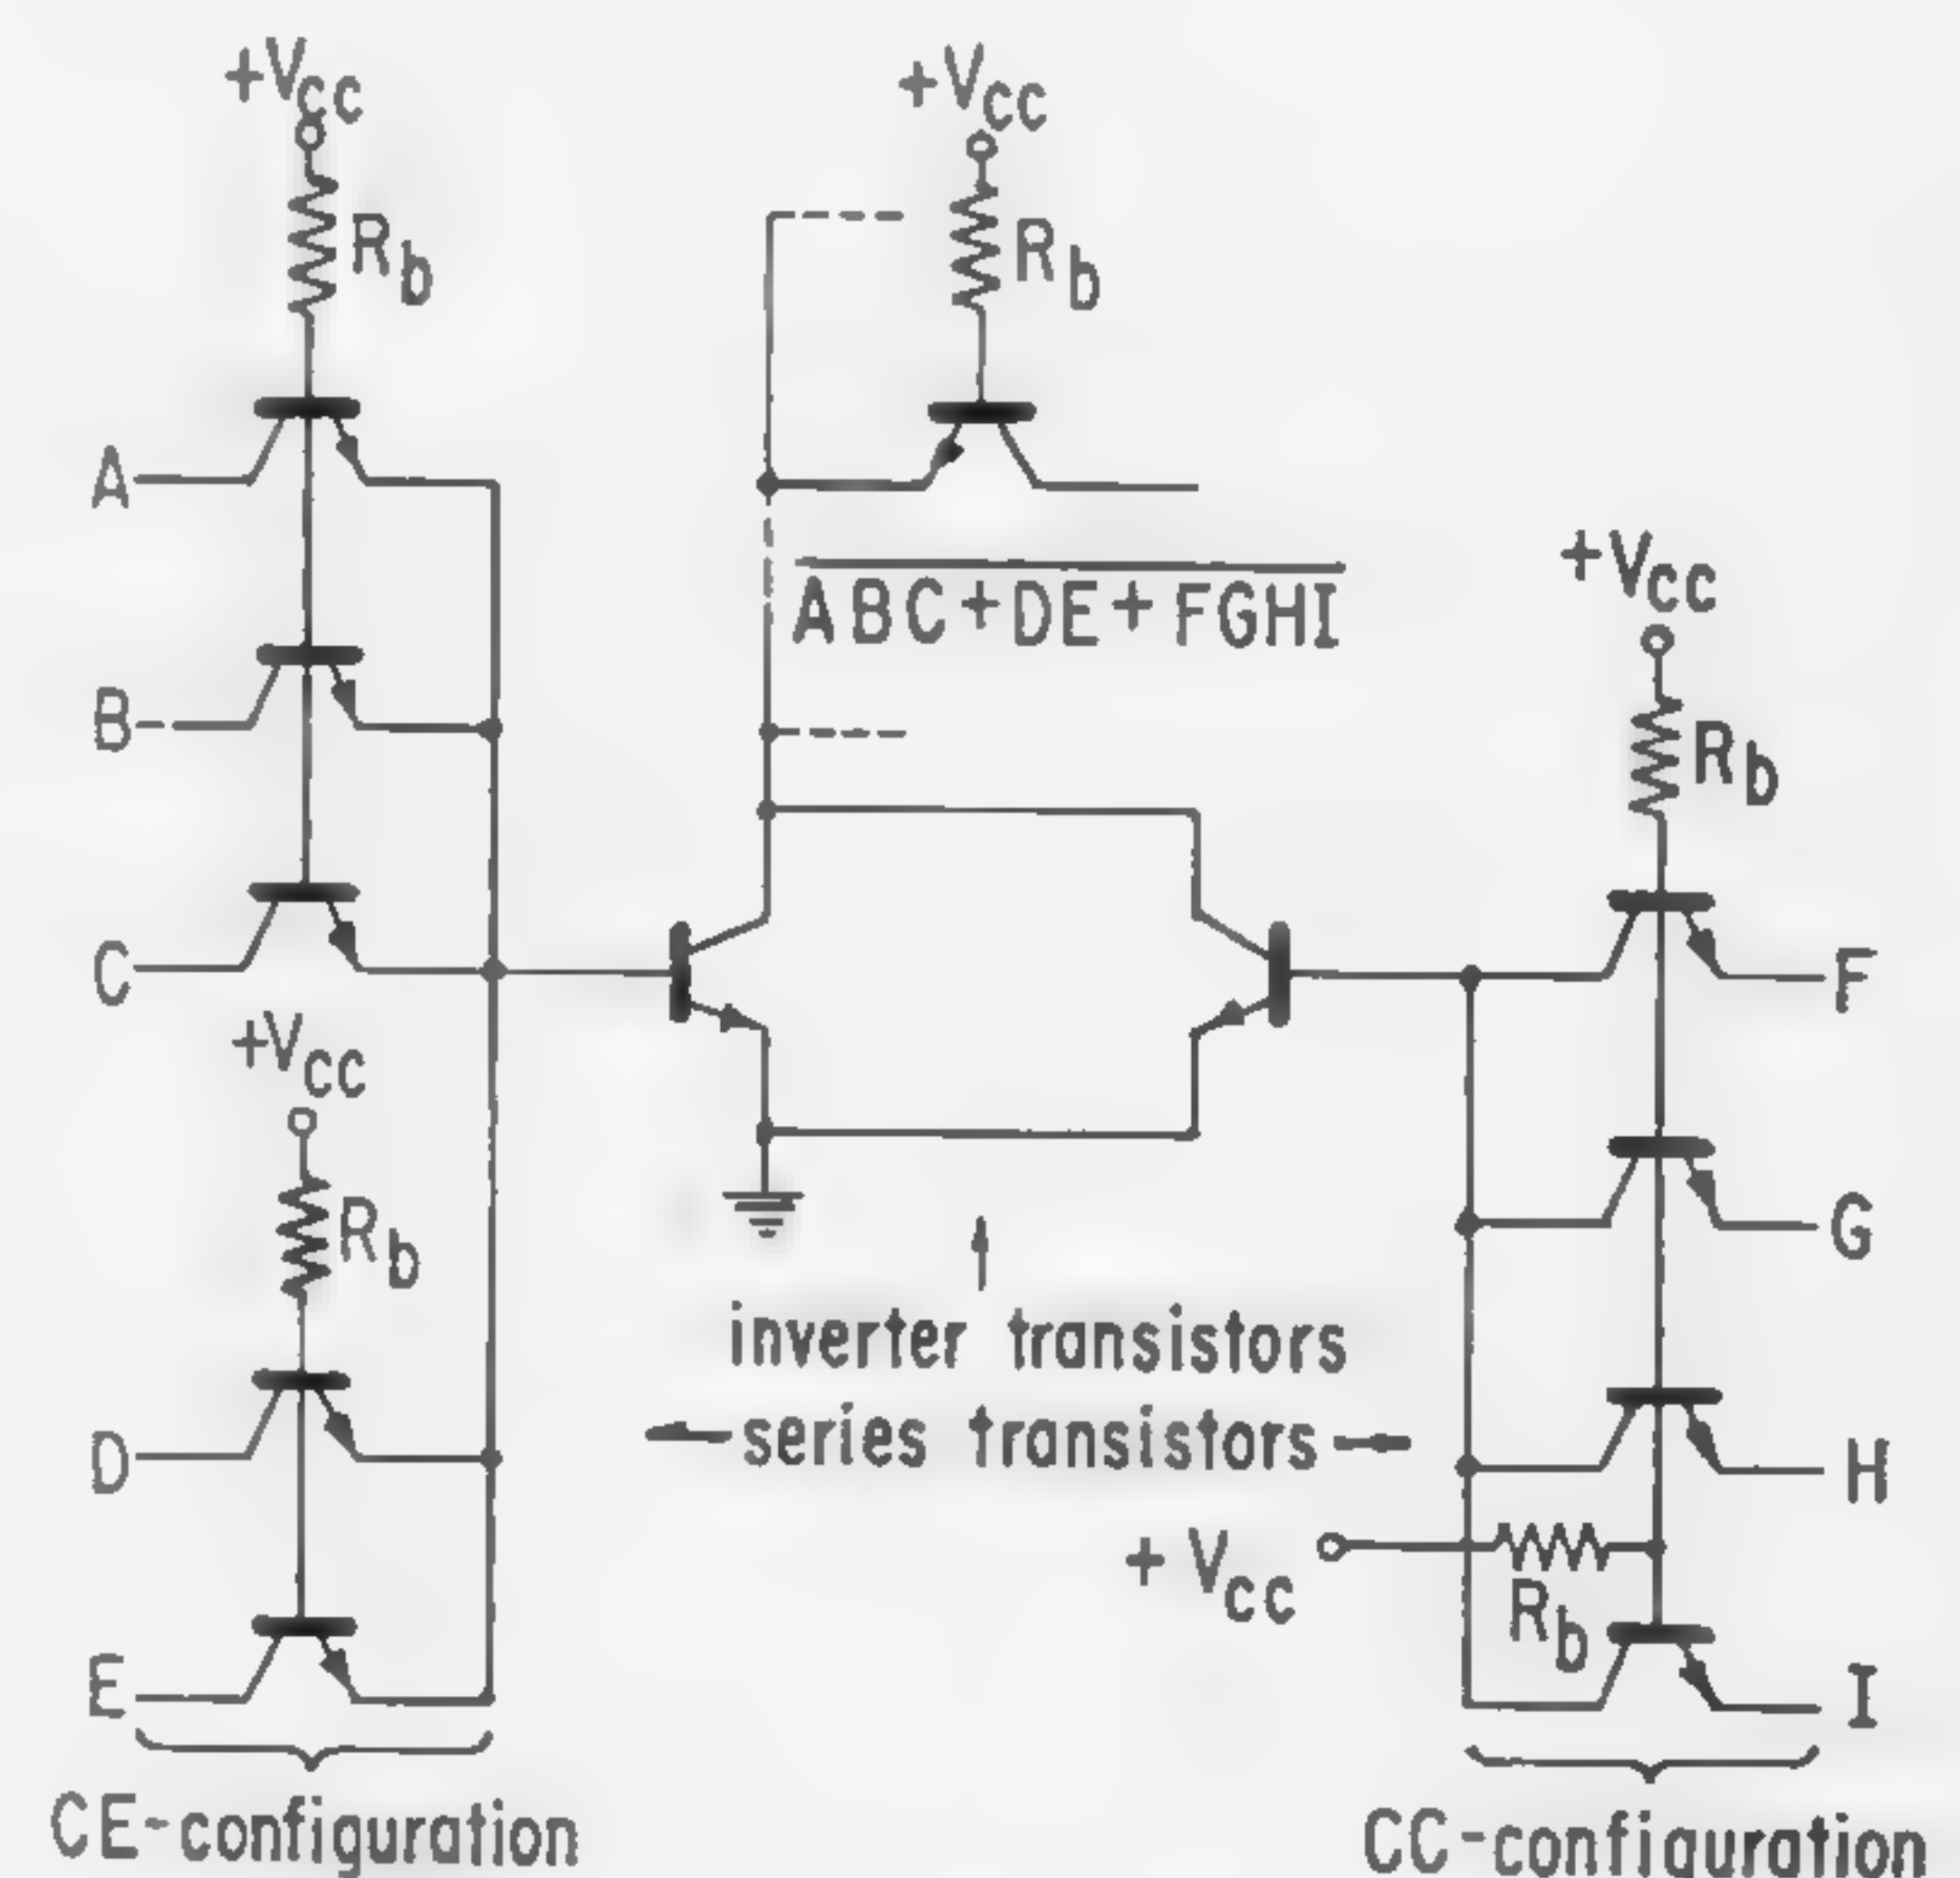 +Vcc
Rb
+Vcc
Rb
A
ABC+DE+FGHI
+Vcc
B
Rb
C
F
+Vcc
G
Rb
inverter transistors
series transistors
D
H
+ Vcc
Rb
E
I
CE-configuration
CC-configuration